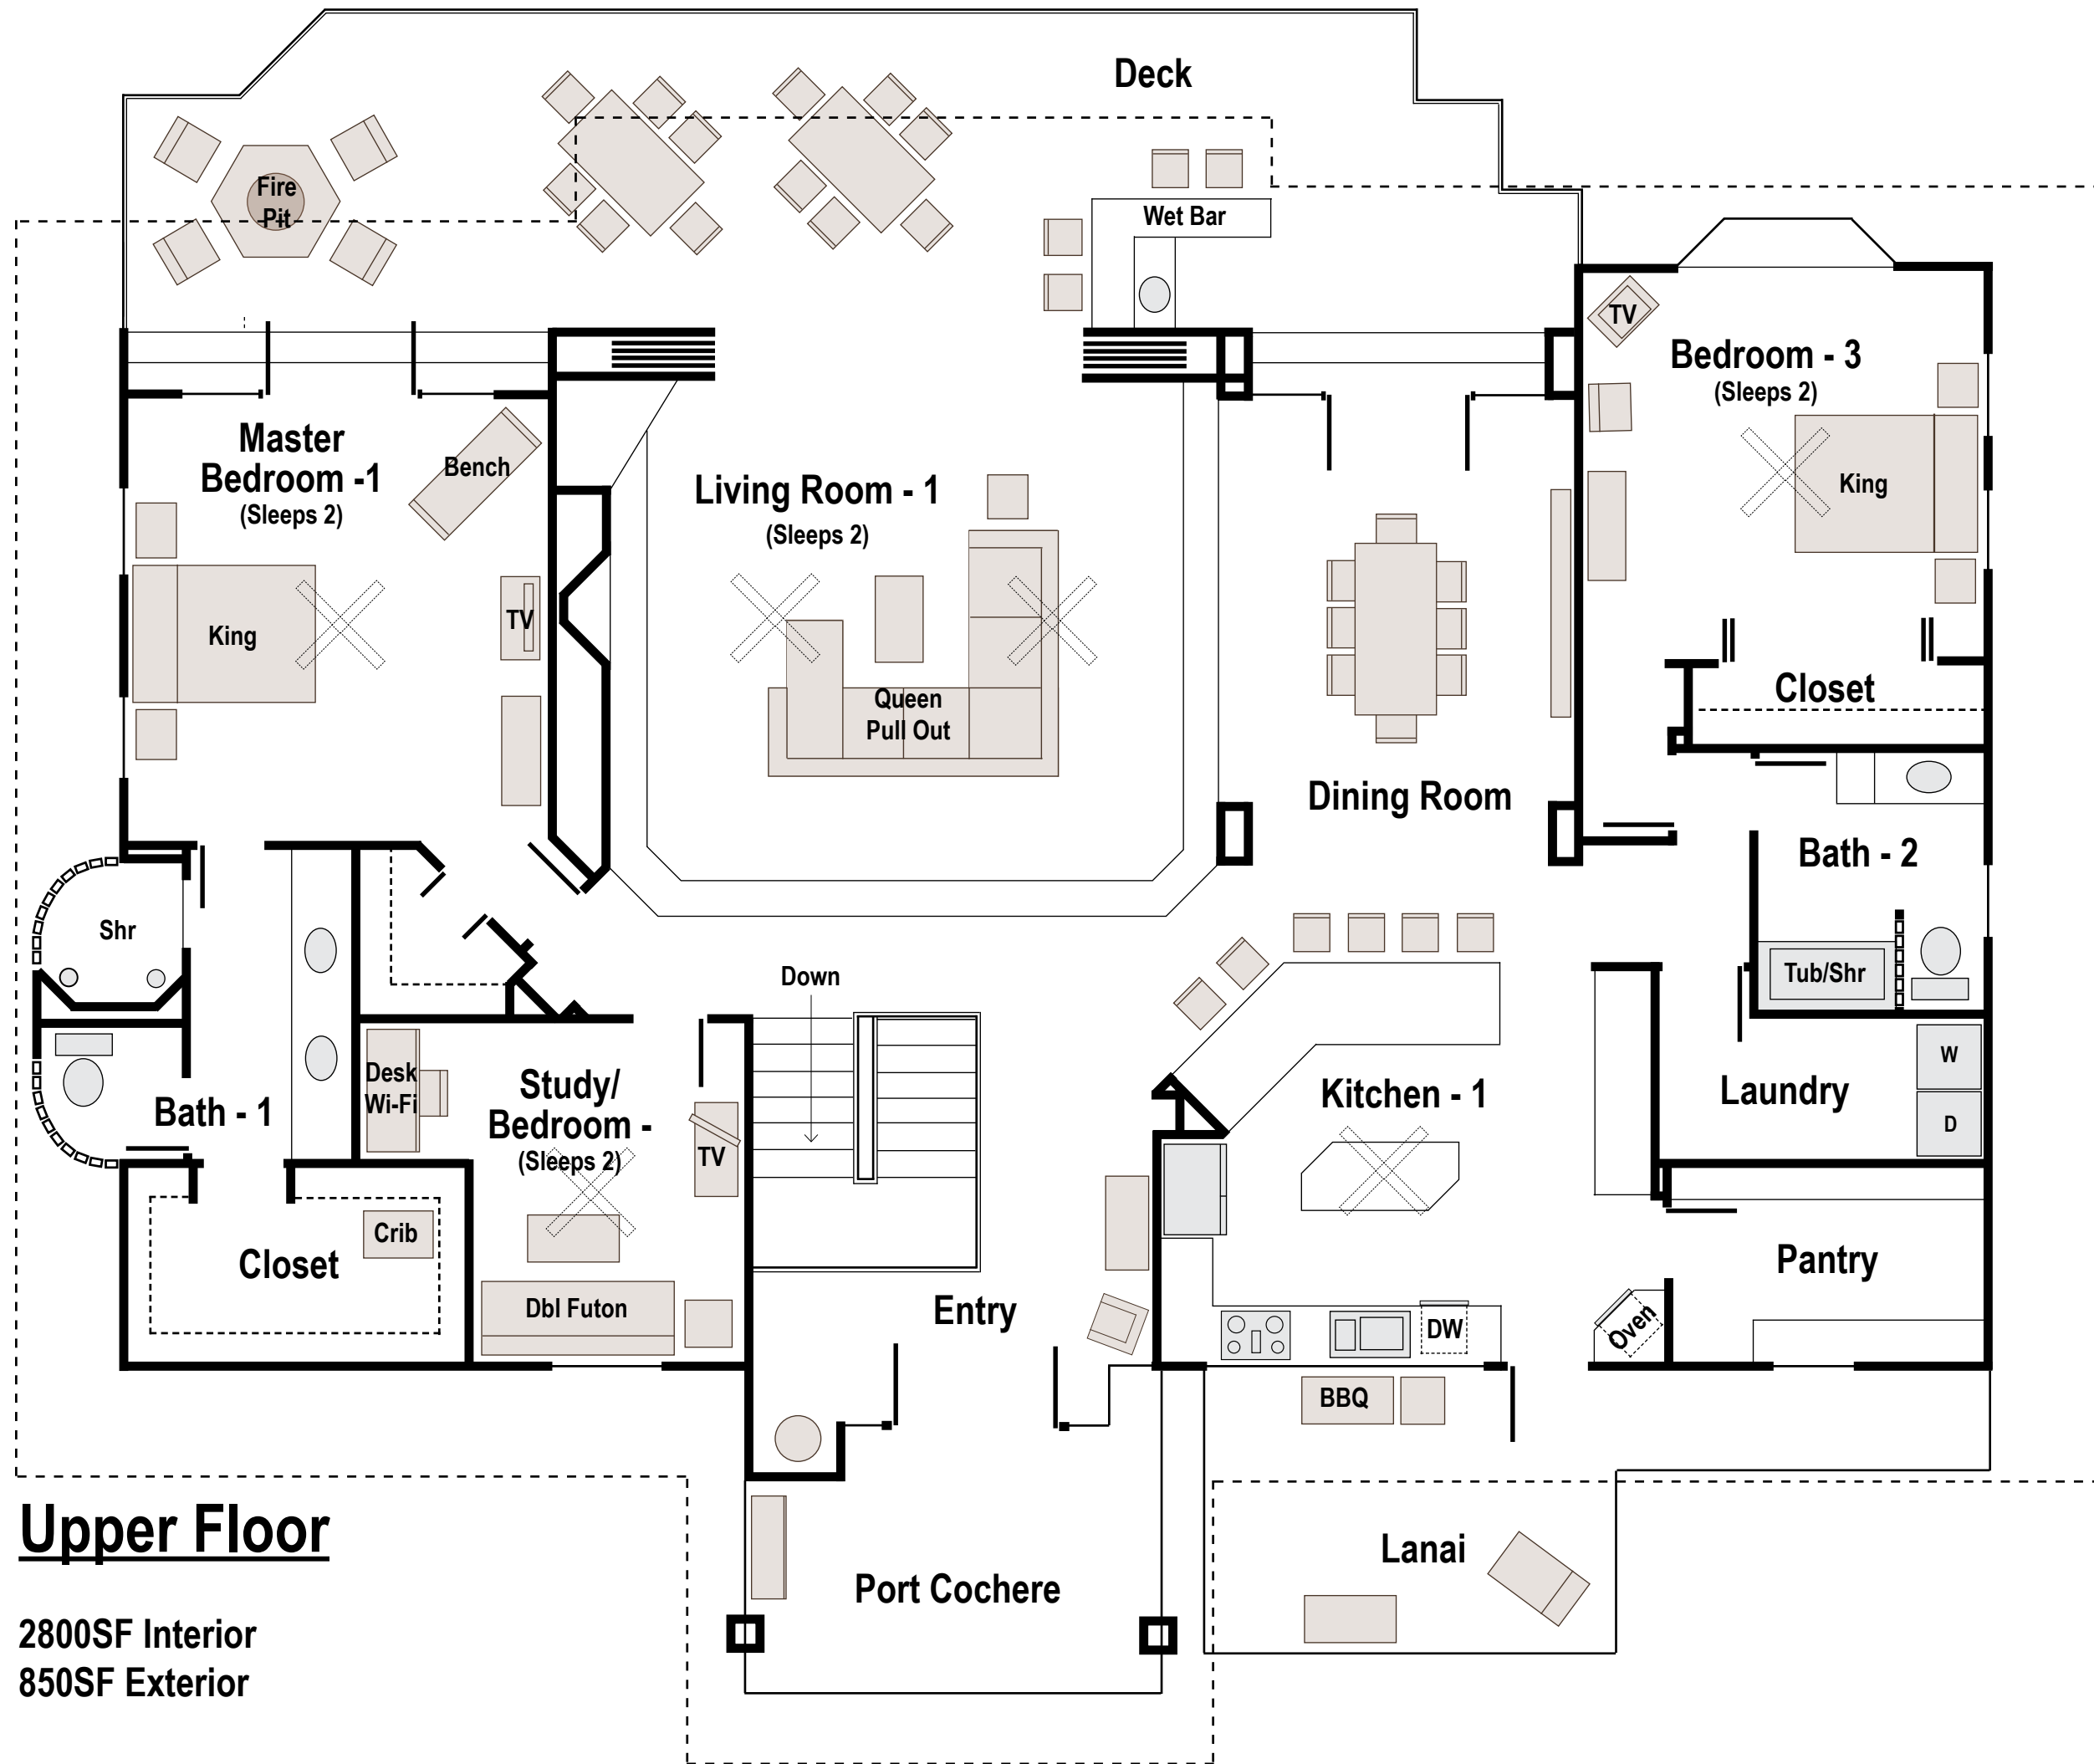 Deck
Fire
Pit
Wet Bar
TV
Bedroom - 3
(Sleeps 2)
King
Master
Bedroom -1
(Sleeps 2)
Bench
King
TV
Living Room - 1
(Sleeps 2)
Queen
Pull Out
Dining Room
Closet
Bath - 2
Tub/Shr
Shr
Down
Desk
Wi-Fi
Bath - 1
Study/
Bedroom -
(Sleeps 2)
TV
Kitchen - 1
Laundry
W
D
Crib
Closet
Dbl Futon
Entry
Pantry
Oven
DW
BBQ
Upper Floor
Lanai
Port Cochere
2800SF Interior
850SF Exterior